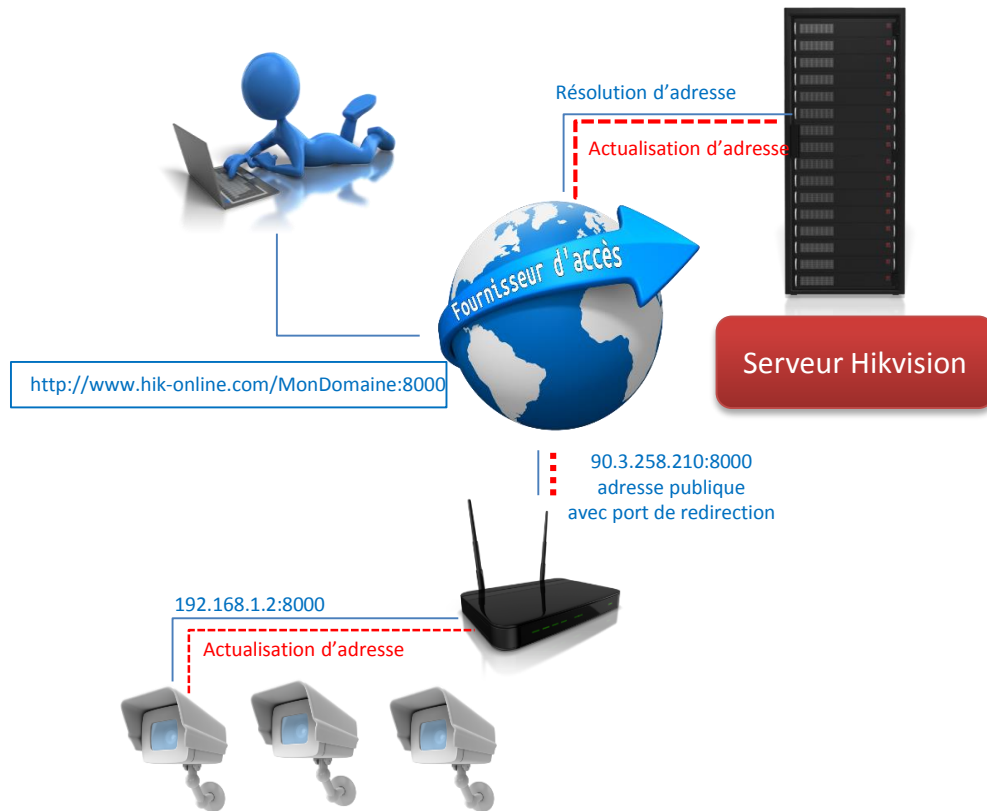 Résolution d’adresse
Actualisation d’adresse
Fournisseur d'accès
http://www.hik-online.com/MonDomaine:8000
Serveur Hikvision
90.3.258.210:8000
adresse publique
avec port de redirection
192.168.1.2:8000
Actualisation d’adresse